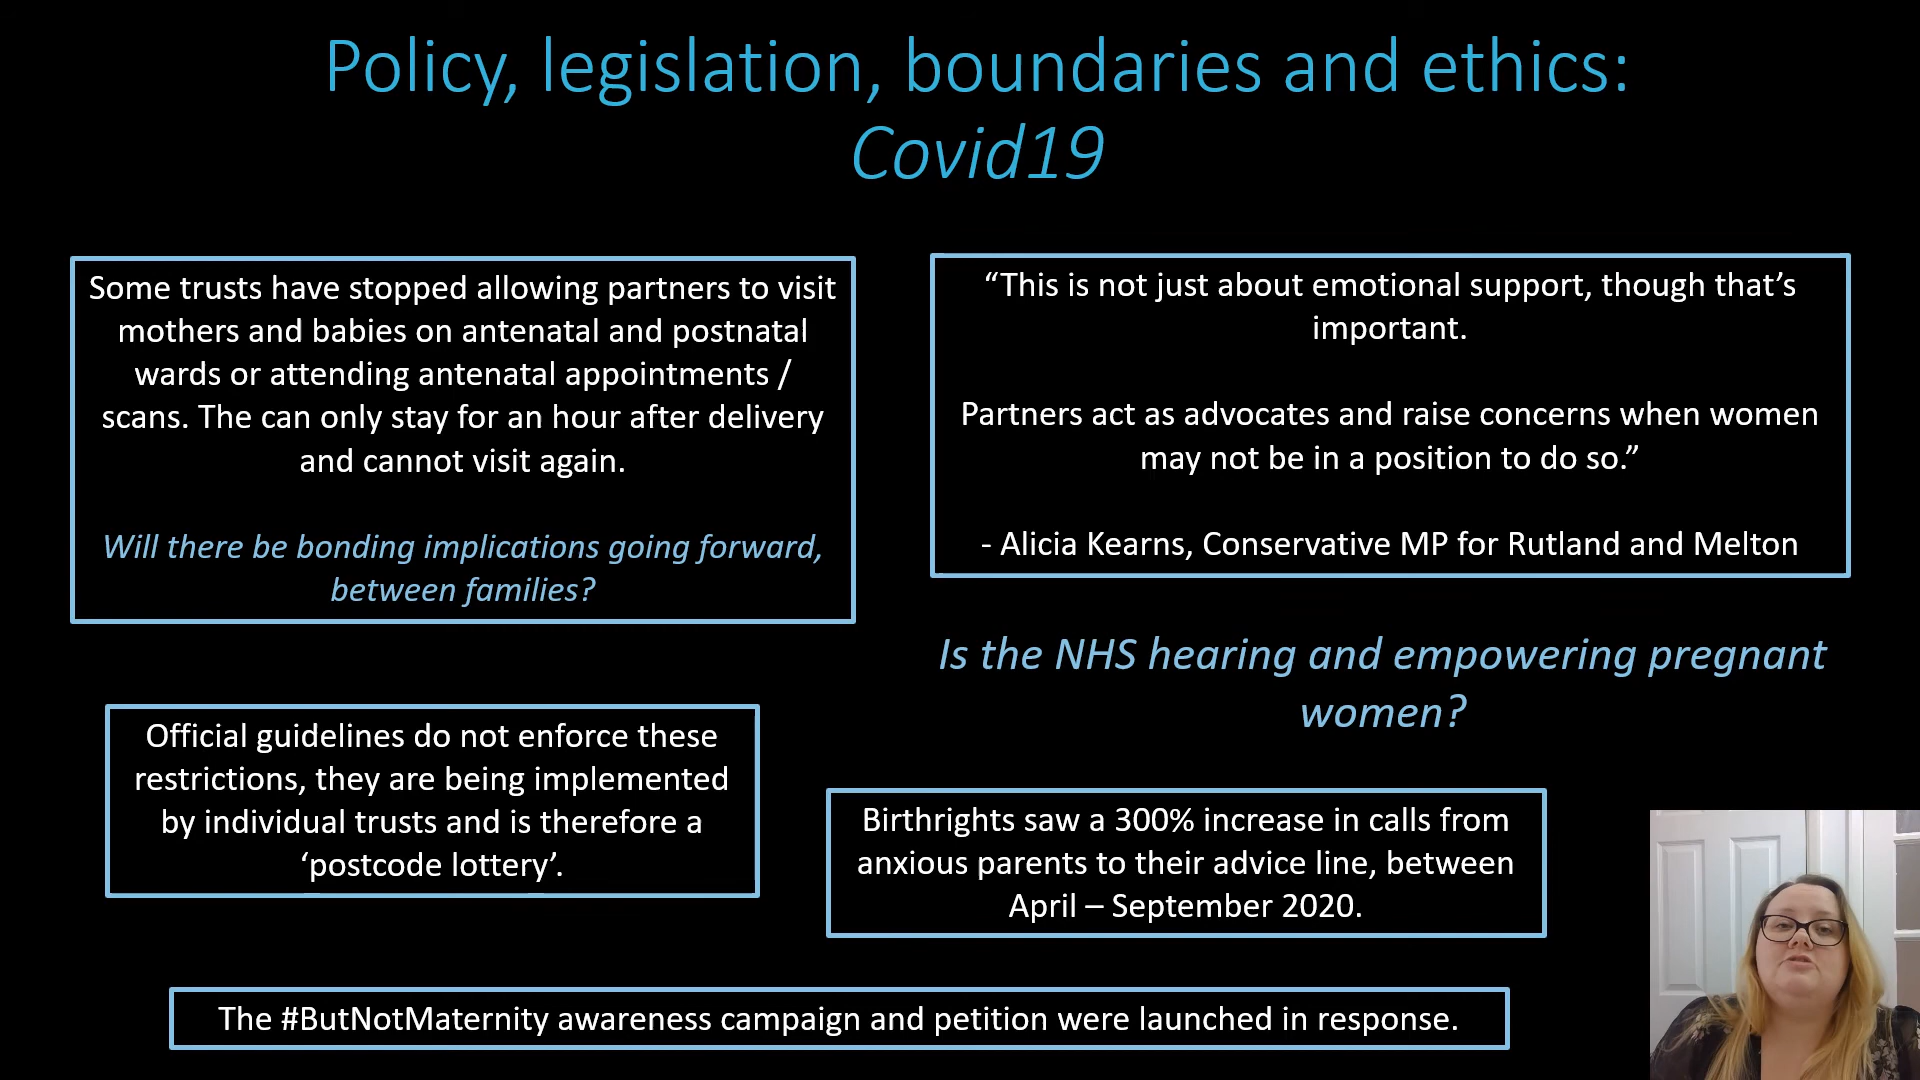 Policy, legislation, boundaries and ethics:
Covid19
Some trusts have stopped allowing partners to visit
mothers and babies on antenatal and postnatal
wards or attending antenatal appointments /
scans. The can only stay for an hour after delivery
and cannot visit again.
Will there be bonding implications going forward,
between families?
“This is not just about emotional support, though that’s
important.
Partners act as advocates and raise concerns when women
may not be in a position to do so.”
- Alicia Kearns, Conservative MP for Rutland and Melton
Is the NHS hearing and empowering pregnant
women?
Official guidelines do not enforce these
restrictions, they are being implemented
by individual trusts and is therefore a
‘postcode lottery’.
Birthrights saw a 300% increase in calls from
anxious parents to their advice line, between
April – September 2020.
The #ButNotMaternity awareness campaign and petition were launched in response.